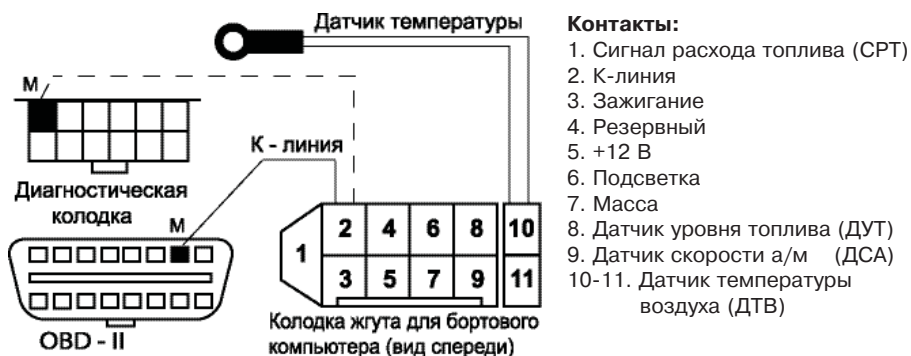 Датчик температуры
М
К - линия
Диагностическая
колодка
М
OBD - II
1
2
4
6
8
10
3
5
7
9
11
Колодка жгута для бортового
компьютера (вид спереди)
Контакты:
1. Сигнал расхода топлива (СРТ)
2. К-линия
3. Зажигание
4. Резервный
5. +12 В
6. Подсветка
7. Масса
8. Датчик уровня топлива (ДУТ)
9. Датчик скорости а/м (ДСА)
10-11. Датчик температуры
воздуха (ДТВ)